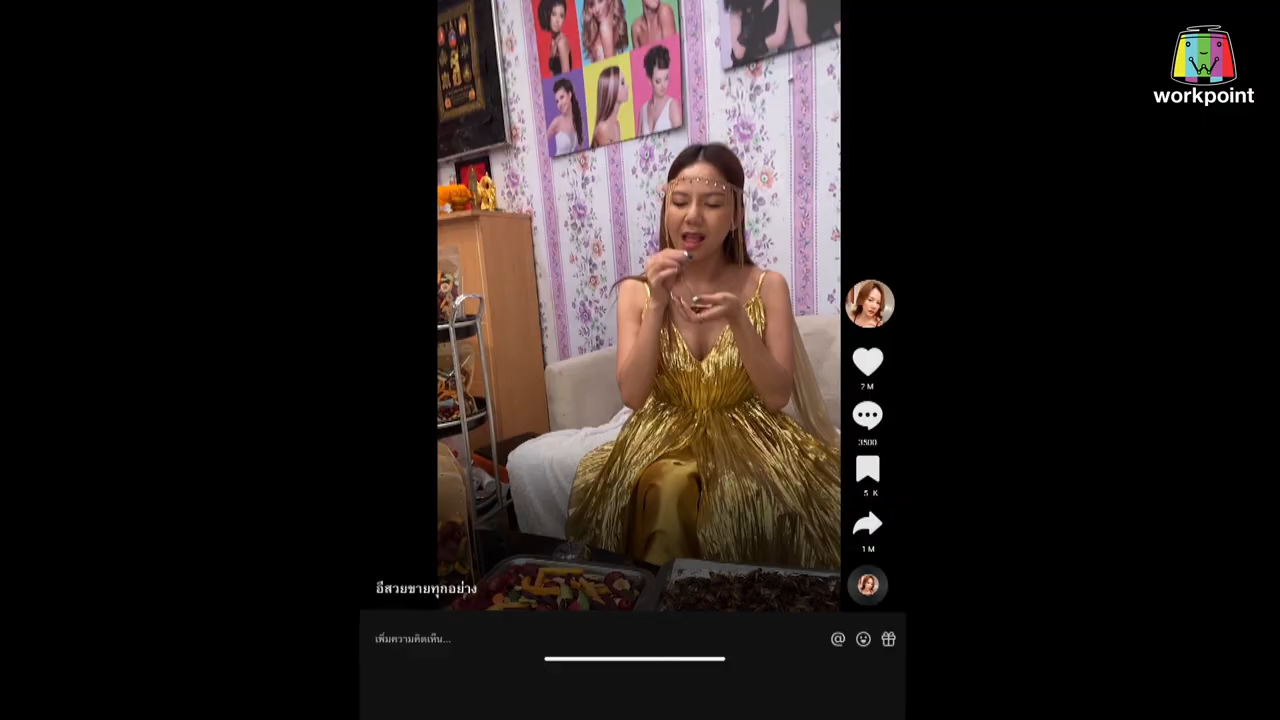 workpoint
2 M
3500
5 K
1 M
อีสวยขายทุกอย่าง
เพิ่มความคิดเห็น...